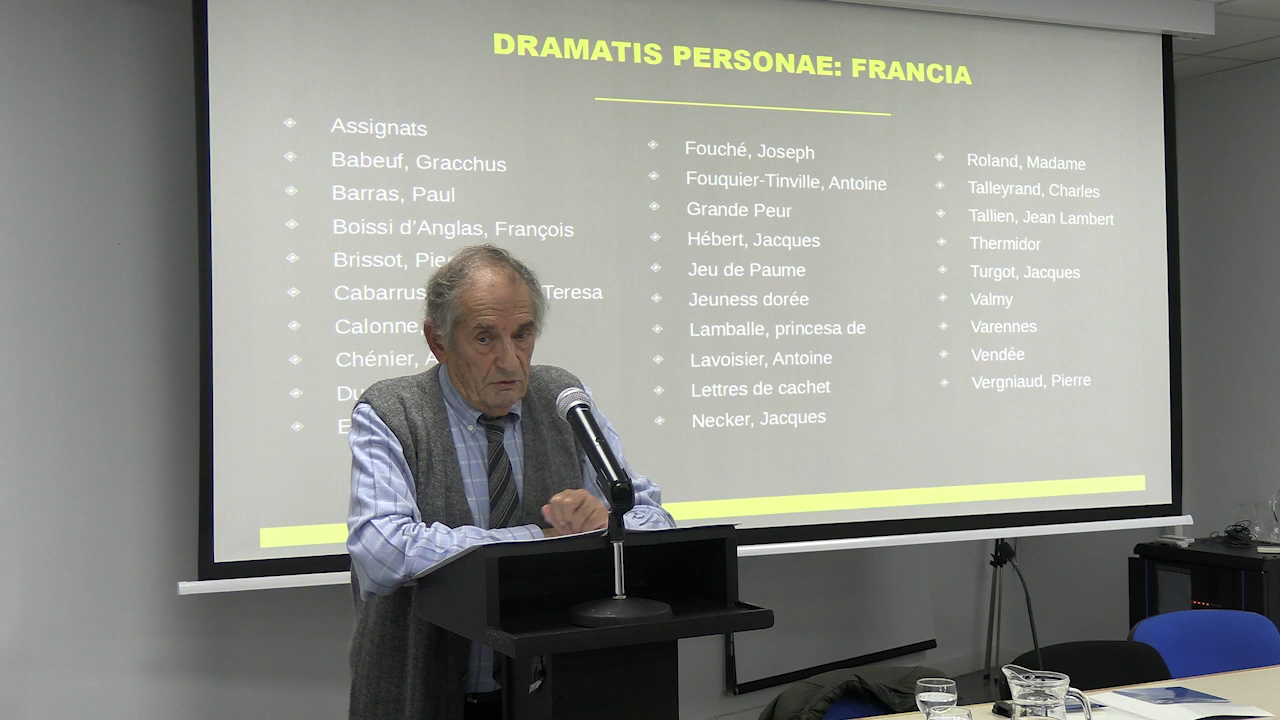 DRAMATIS PERSONAE: FRANCIA
Assignats
Babeuf, Gracchus
Barras, Paul
Boissi d'Anglas, François
Brissot,
Cabarrus Teresa
Calonne,
Chénier,
Fouché, Joseph
Fouquier-Tinville, Antoine
Grande Peur
Hébert, Jacques
Jeu de Paume
Jeuness dorée
Lamballe, princesa de
Lavoisier, Antoine
Lettres de cachet
Necker, Jacques
Roland, Madame
Talleyrand, Charles
Tallien, Jean Lambert
Thermidor
Turgot, Jacques
Valmy
Varennes
Vendée
Vergniaud, Pierre